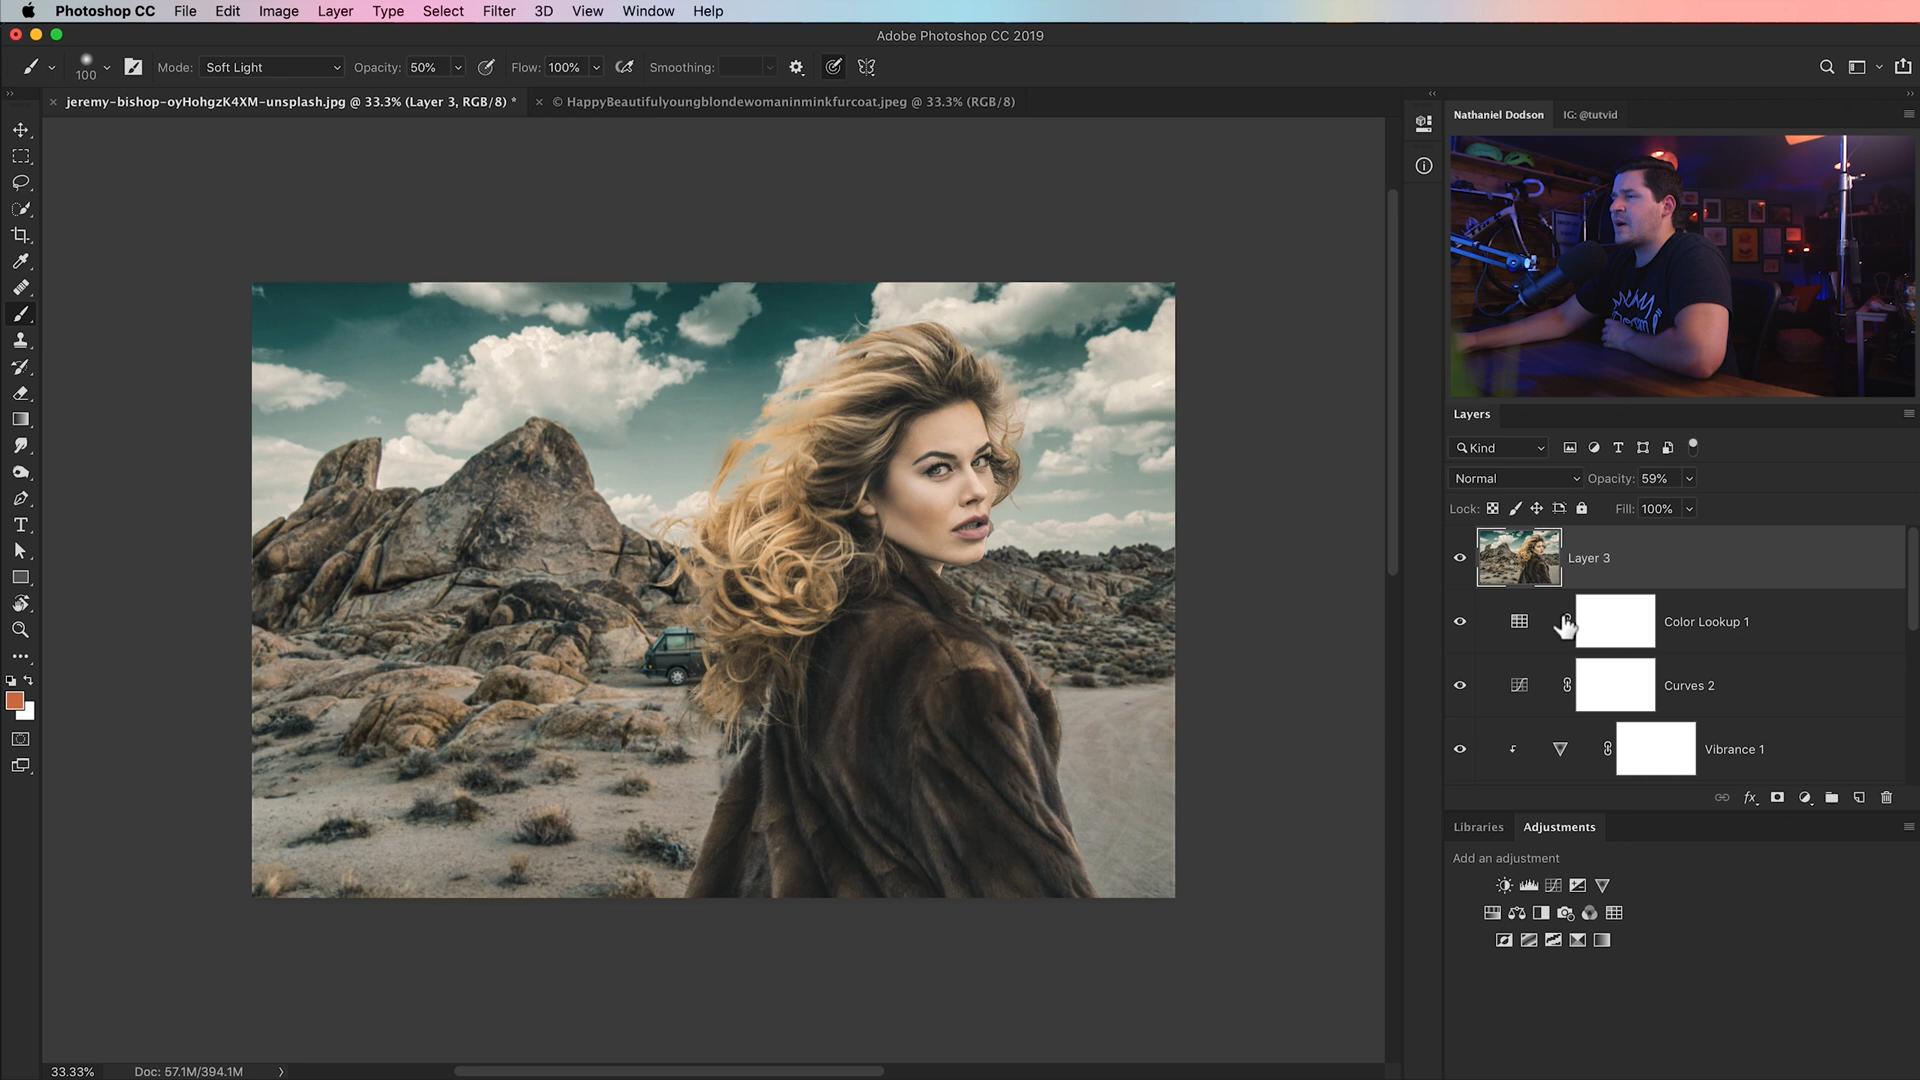 Photoshop CC File Edit Image Layer Type Select Filter 3D View Window Help
Adobe Photoshop CC 2019
100 Mode: Soft Light Opacity: 50% Flow: 100% Smoothing:
jeremy-bishop-oyHohgzK4XM-unsplash.jpg @ 33.3% (Layer 3, RGB/8) * © HappyBeautifulyoungblondewomaninminkfurcoat.jpeg @ 33.3% (RGB/8)
Nathaniel Dodson IG: @tutvid
Layers
Kind
Normal Opacity: 59%
Lock: Fill: 100%
Layer 3
Color Lookup 1
Curves 2
Vibrance 1
fx
Libraries Adjustments
Add an adjustment
33.33% Doc: 57.1M/394.1M